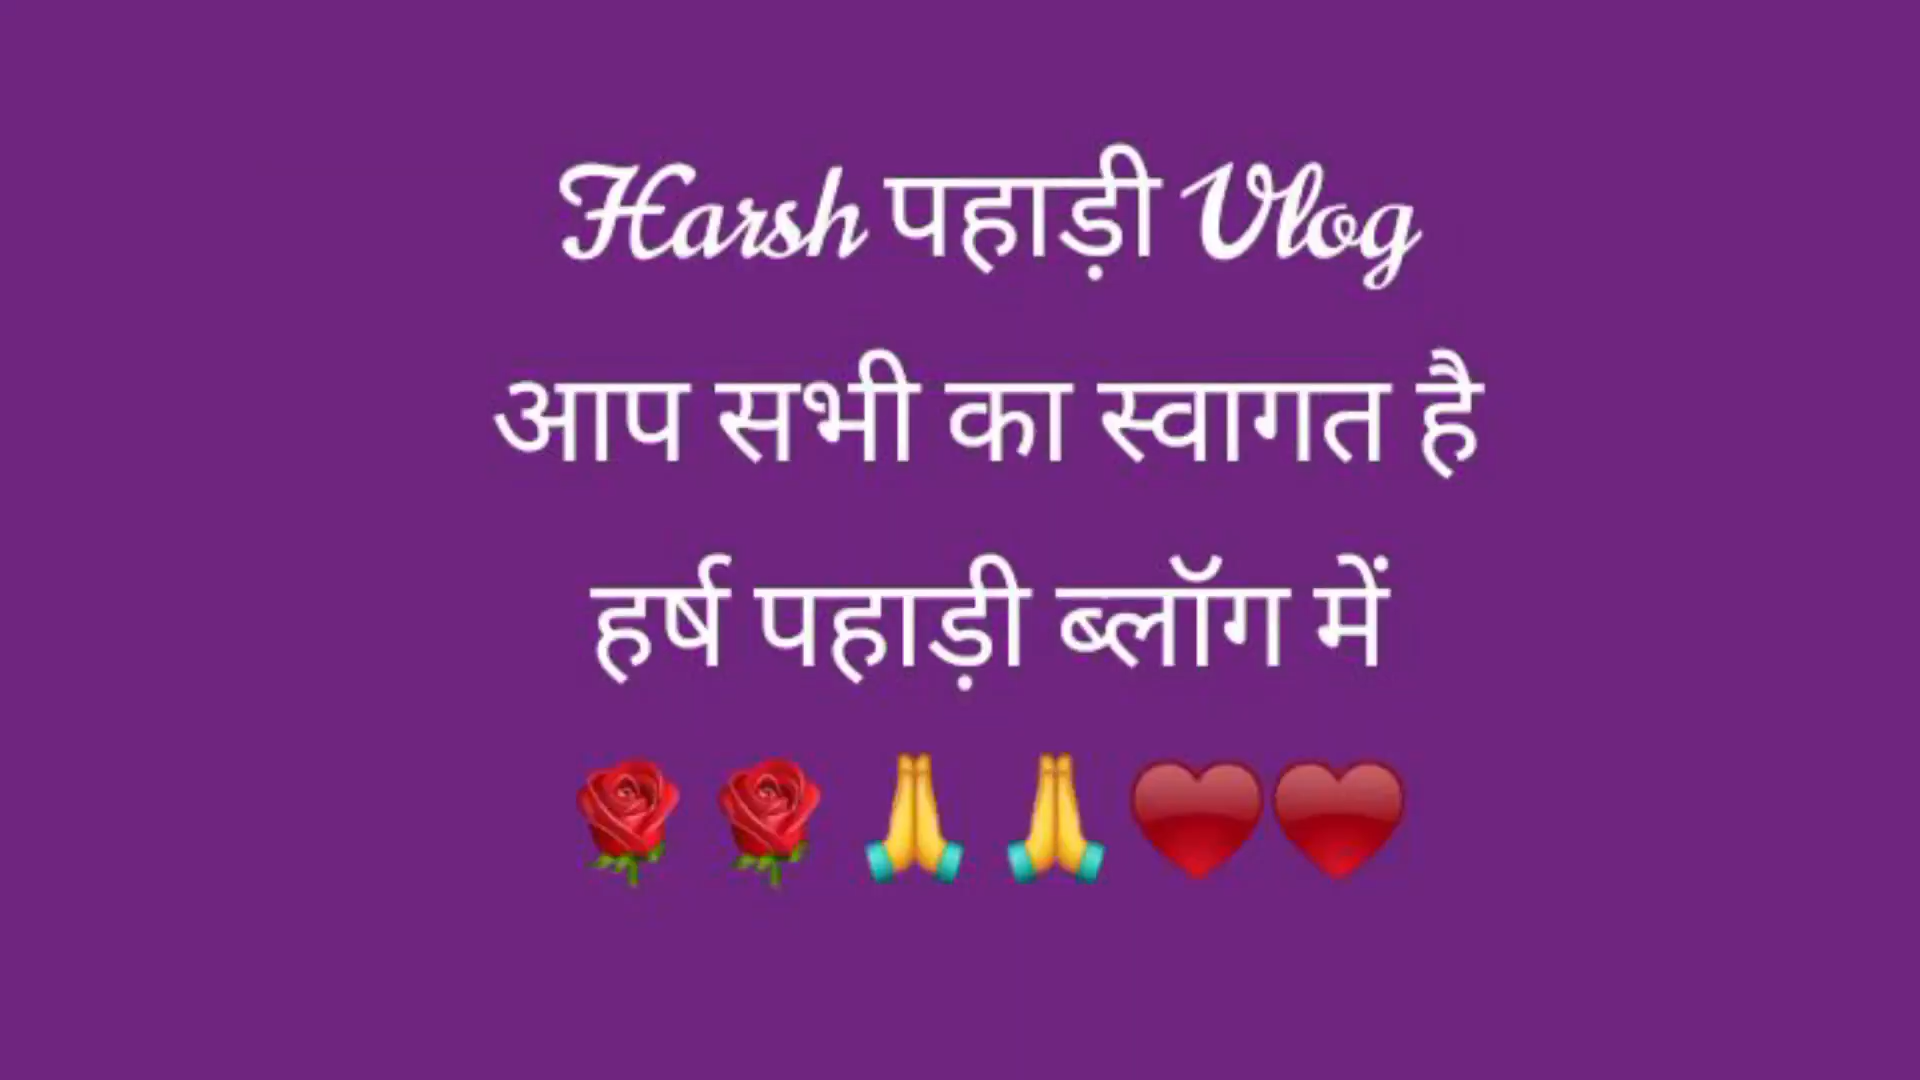 Harsh पहाड़ी Vlog
आप सभी का स्वागत है
हर्ष पहाड़ी ब्लॉग में
🌹🌹🙏🙏♥️♥️